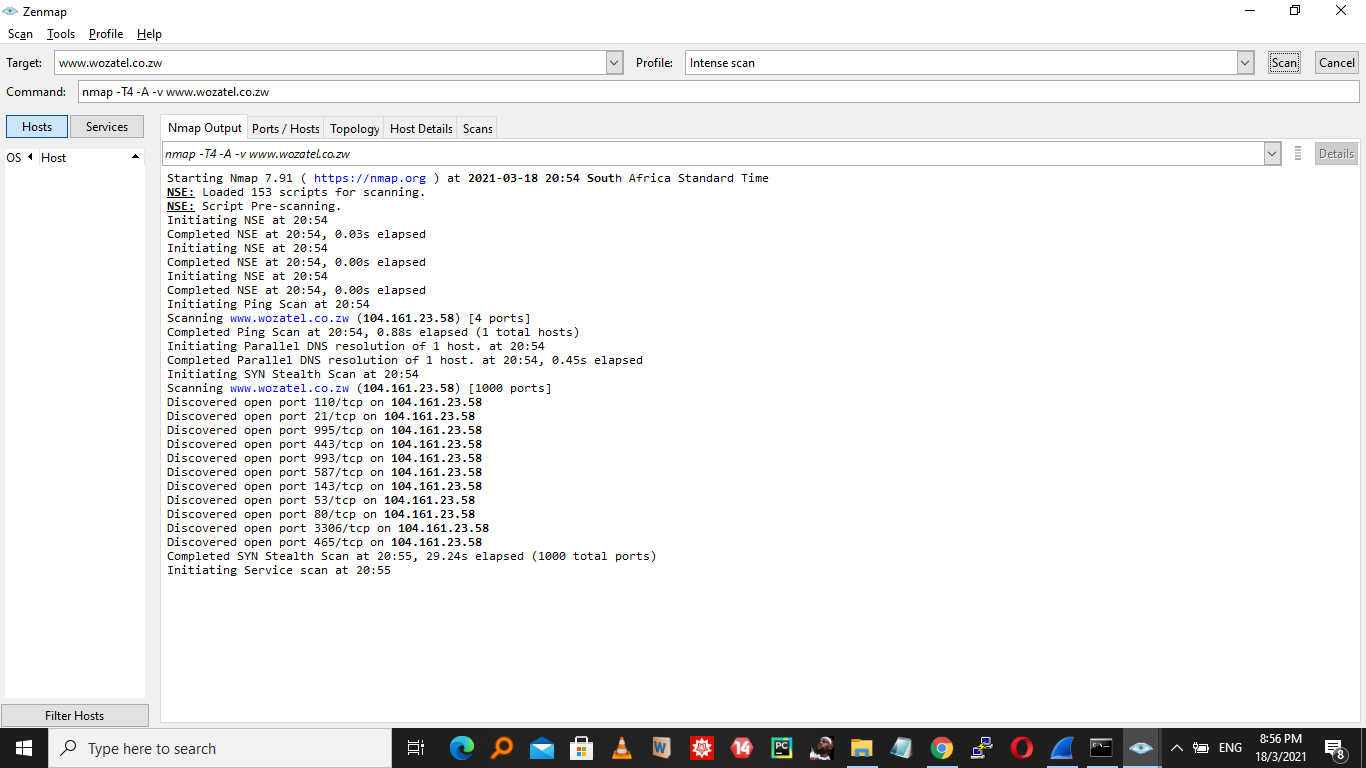 Zenmap
Scan Tools Profile Help
Target: www.wozatel.co.zw Profile: Intense scan Scan Cancel
Command: nmap -T4 -A -v www.wozatel.co.zw
Hosts Services Nmap Output Ports / Hosts Topology Host Details Scans
OS Host nmap -T4 -A -v www.wozatel.co.zw Details
Starting Nmap 7.91 ( https://nmap.org ) at 2021-03-18 20:54 South Africa Standard Time
NSE: Loaded 153 scripts for scanning.
NSE: Script Pre-scanning.
Initiating NSE at 20:54
Completed NSE at 20:54, 0.03s elapsed
Initiating NSE at 20:54
Completed NSE at 20:54, 0.00s elapsed
Initiating NSE at 20:54
Completed NSE at 20:54, 0.00s elapsed
Initiating Ping Scan at 20:54
Scanning www.wozatel.co.zw (104.161.23.58) [4 ports]
Completed Ping Scan at 20:54, 0.88s elapsed (1 total hosts)
Initiating Parallel DNS resolution of 1 host. at 20:54
Completed Parallel DNS resolution of 1 host. at 20:54, 0.45s elapsed
Initiating SYN Stealth Scan at 20:54
Scanning www.wozatel.co.zw (104.161.23.58) [1000 ports]
Discovered open port 110/tcp on 104.161.23.58
Discovered open port 21/tcp on 104.161.23.58
Discovered open port 995/tcp on 104.161.23.58
Discovered open port 443/tcp on 104.161.23.58
Discovered open port 993/tcp on 104.161.23.58
Discovered open port 587/tcp on 104.161.23.58
Discovered open port 143/tcp on 104.161.23.58
Discovered open port 53/tcp on 104.161.23.58
Discovered open port 80/tcp on 104.161.23.58
Discovered open port 3306/tcp on 104.161.23.58
Discovered open port 465/tcp on 104.161.23.58
Completed SYN Stealth Scan at 20:55, 29.24s elapsed (1000 total ports)
Initiating Service scan at 20:55
Filter Hosts
Type here to search W 14 PC ENG 8:56 PM
18/3/2021 8